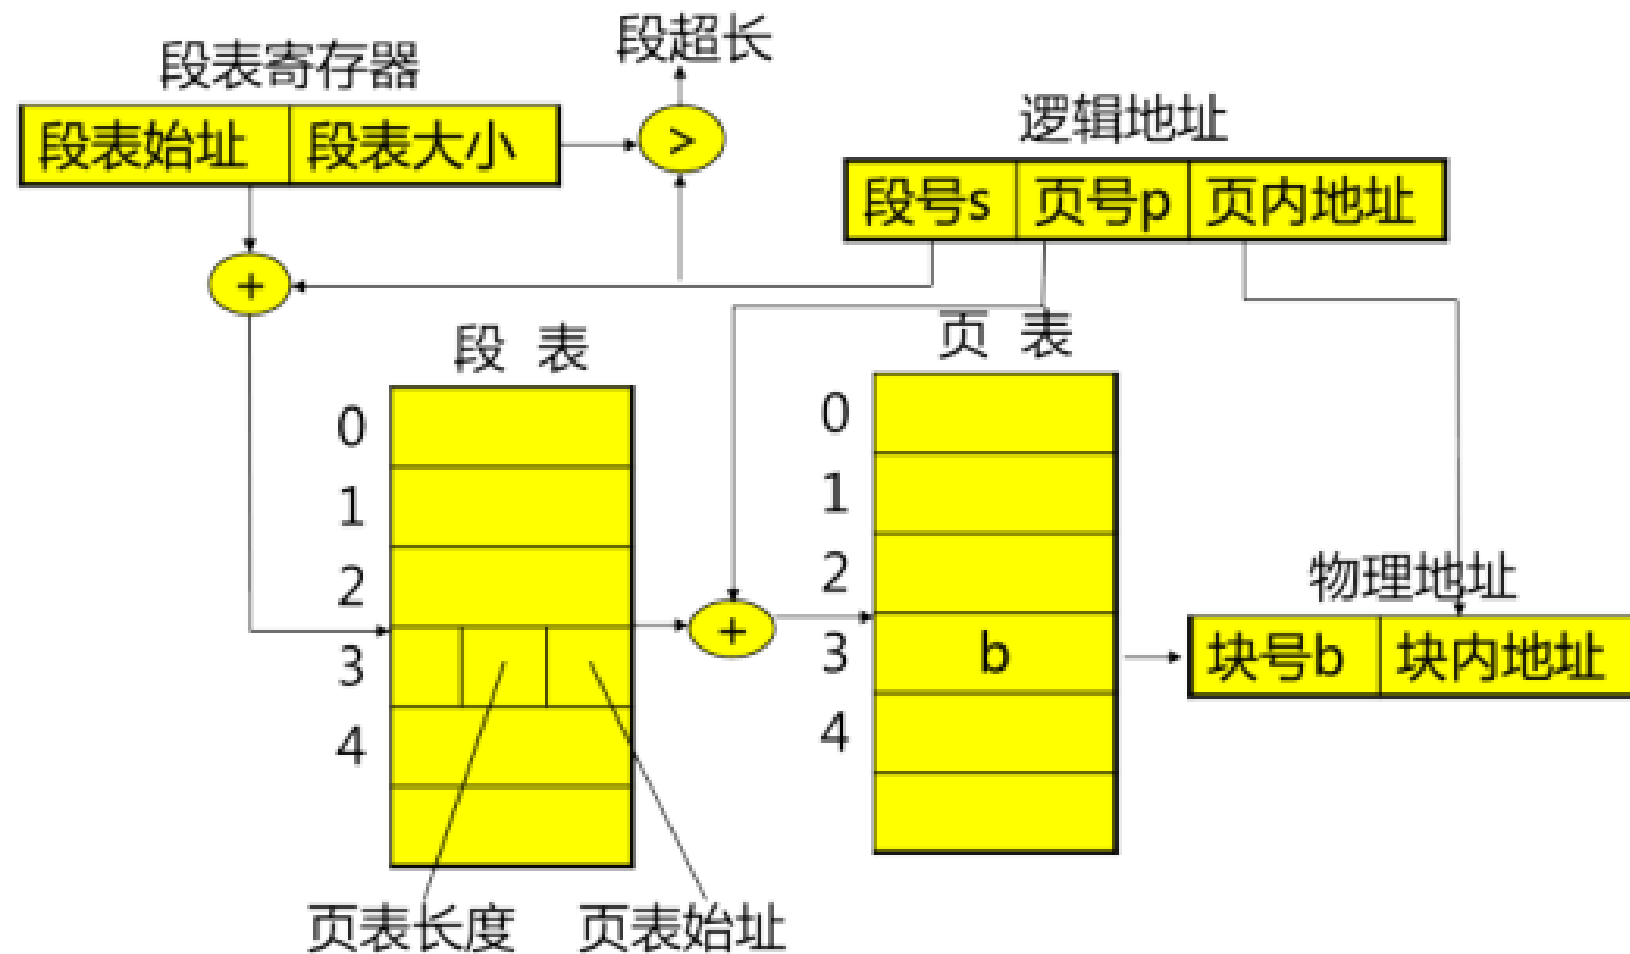 段超长
段表寄存器
段表始址 段表大小
>
逻辑地址
段号s 页号p 页内地址
+
段 表
页 表
0
1
2
3
4
+
0
1
2
3
4
b
物理地址
块号b 块内地址
页表长度 页表始址